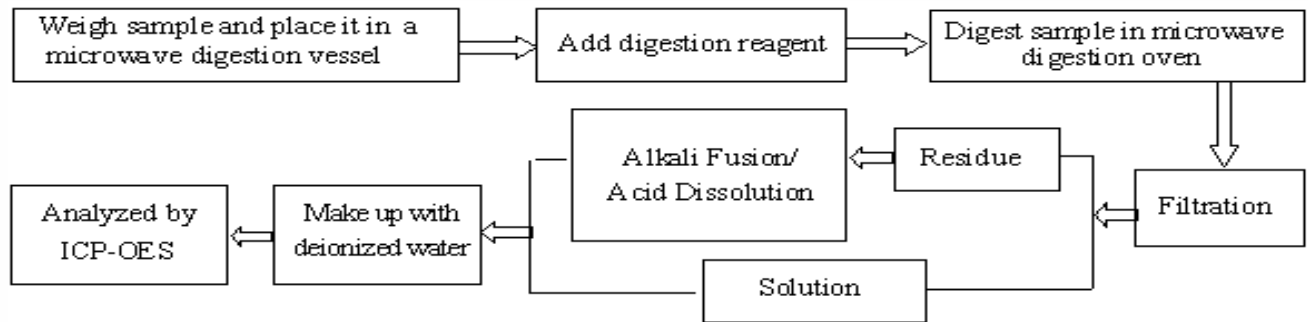 Weigh sample and place it in a
microwave digestion vessel
Add digestion reagent
Digest sample in microwave
digestion oven
Filtration
Residue
Alkali Fusion/
Acid Dissolution
Solution
Make up with
deionized water
Analyzed by
ICP-OES